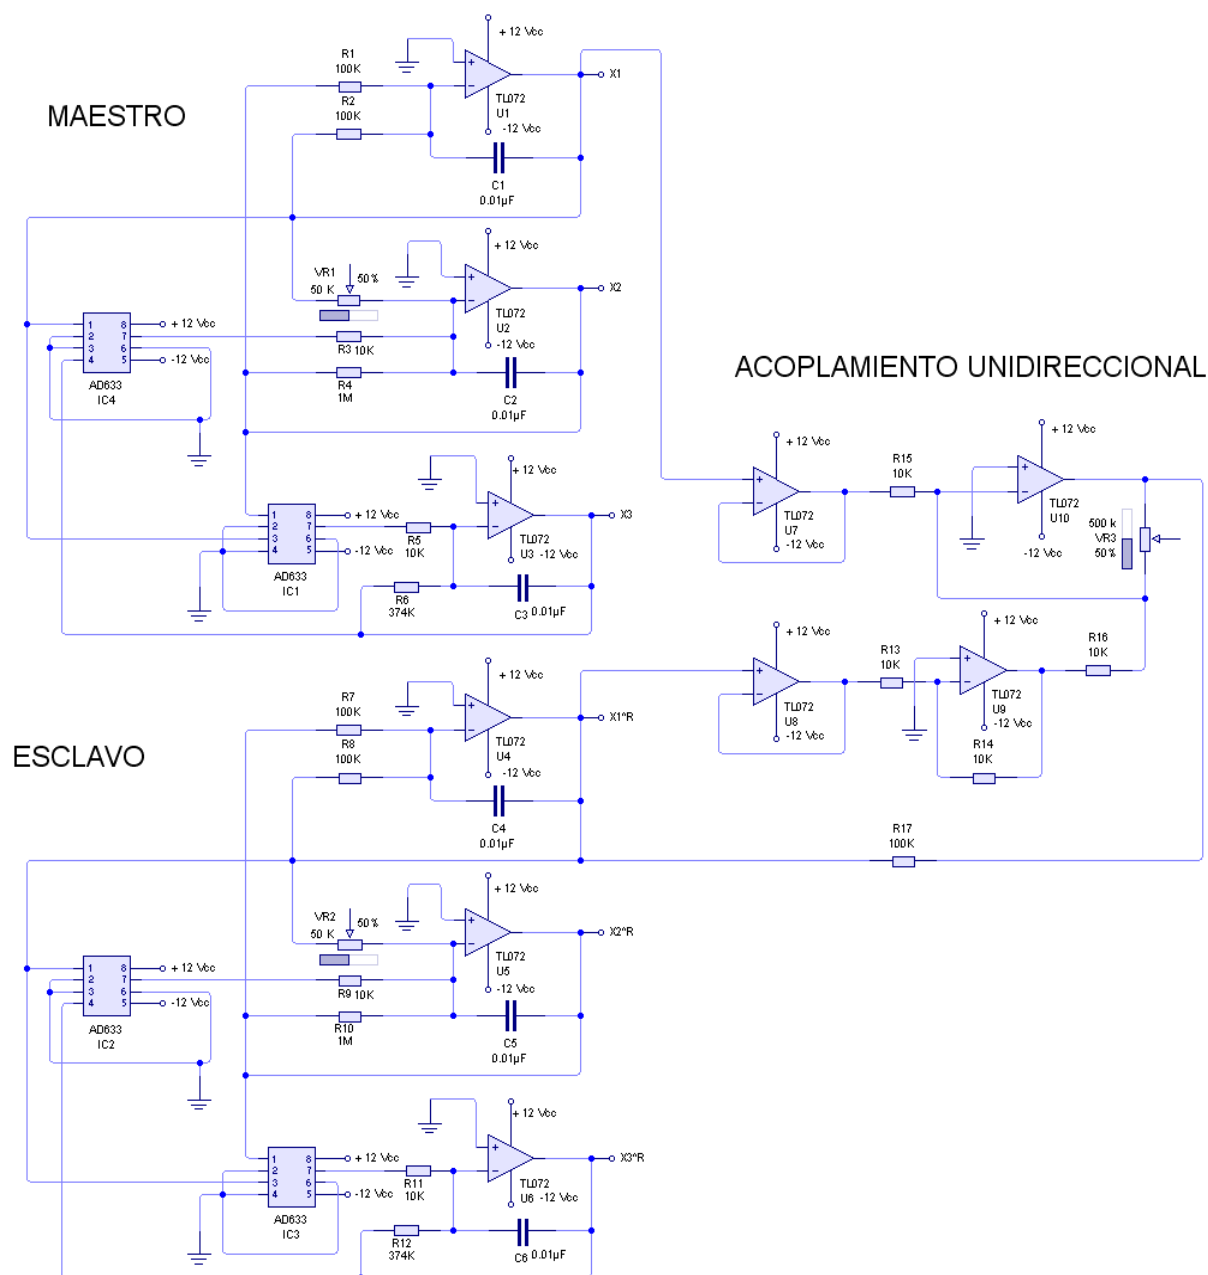 MAESTRO
R1
100K
R2
100K
+ 12 Vcc
+
−
TL072
U1
-12 Vcc
X1
C1
0.01µF
VR1
50 K
50%
R3 10K
R4
1M
+ 12 Vcc
+
−
TL072
U2
-12 Vcc
X2
C2
0.01µF
1 8
2 7
3 6
4 5
+ 12 Vcc
-12 Vcc
AD633
IC4
1 8
2 7
3 6
4 5
+ 12 Vcc
-12 Vcc
AD633
IC1
R5
10K
R6
374K
+ 12 Vcc
+
−
TL072
U3 -12 Vcc
X3
C3 0.01µF
ACOPLAMIENTO UNIDIRECCIONAL
+ 12 Vcc
+
−
TL072
U7
-12 Vcc
R15
10K
+ 12 Vcc
+
−
TL072
U10
-12 Vcc
500 k
VR3
50%
+ 12 Vcc
+
−
TL072
U8
-12 Vcc
R13
10K
+ 12 Vcc
+
−
TL072
U9
-12 Vcc
R14
10K
R16
10K
R17
100K
ESCLAVO
R7
100K
R8
100K
+ 12 Vcc
+
−
TL072
U4
-12 Vcc
X1^R
C4
0.01µF
VR2
50 K
50%
R9 10K
R10
1M
+ 12 Vcc
+
−
TL072
U5
-12 Vcc
X2^R
C5
0.01µF
1 8
2 7
3 6
4 5
+ 12 Vcc
-12 Vcc
AD633
IC2
1 8
2 7
3 6
4 5
+ 12 Vcc
-12 Vcc
AD633
IC3
R11
10K
R12
374K
+ 12 Vcc
+
−
TL072
U6 -12 Vcc
X3^R
C6 0.01µF